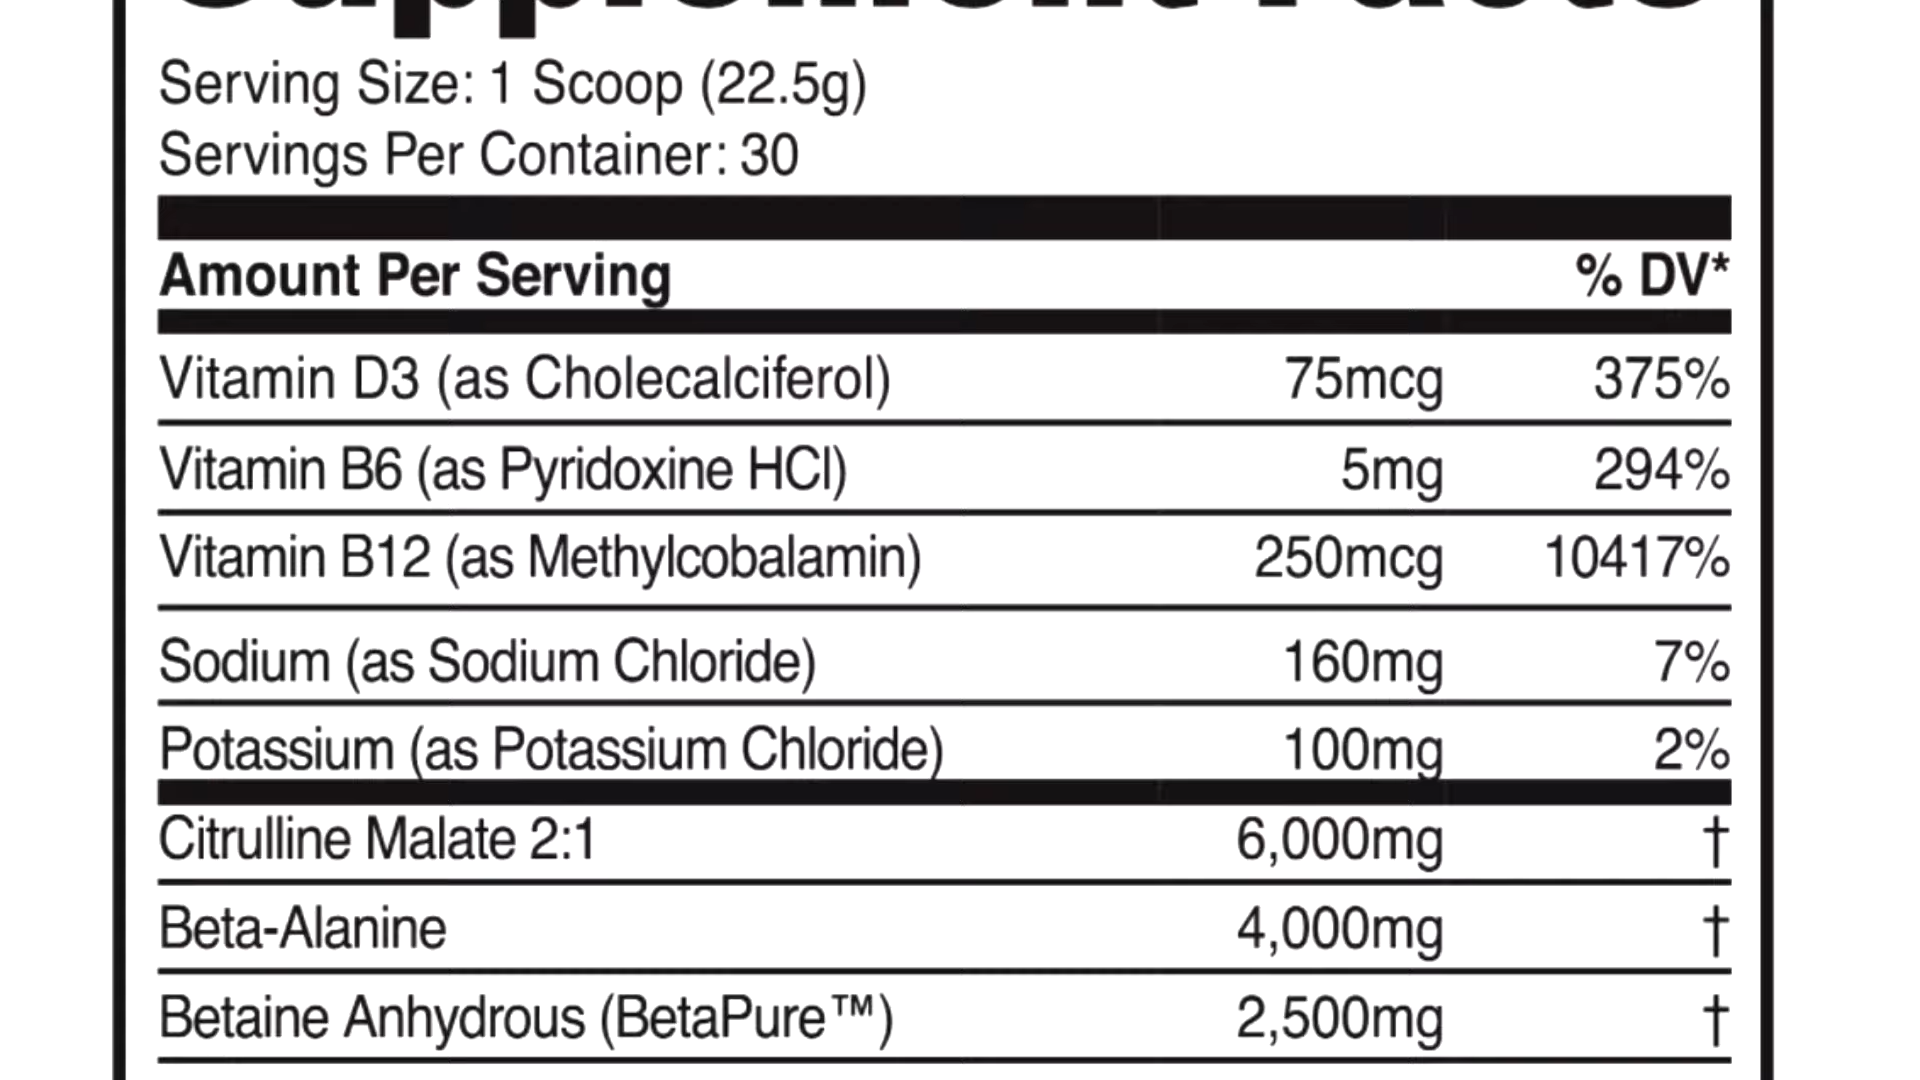 Supplement Facts
Serving Size: 1 Scoop (22.5g)
Servings Per Container: 30
Amount Per Serving % DV*
Vitamin D3 (as Cholecalciferol) 75mcg 375%
Vitamin B6 (as Pyridoxine HCl) 5mg 294%
Vitamin B12 (as Methylcobalamin) 250mcg 10417%
Sodium (as Sodium Chloride) 160mg 7%
Potassium (as Potassium Chloride) 100mg 2%
Citrulline Malate 2:1 6,000mg †
Beta-Alanine 4,000mg †
Betaine Anhydrous (BetaPure™) 2,500mg †